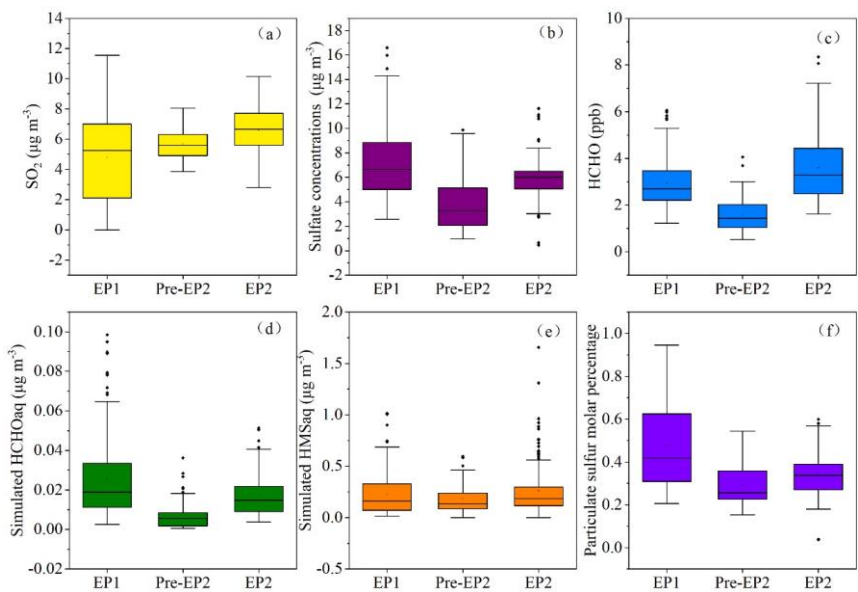 (a)
SO2 (μg m-3)
14
12
10
8
6
4
2
0
-2
EP1 Pre-EP2 EP2
(b)
Sulfate concentrations (μg m-3)
18
16
14
12
10
8
6
4
2
0
-2
EP1 Pre-EP2 EP2
(c)
HCHO (ppb)
10
8
6
4
2
0
EP1 Pre-EP2 EP2
(d)
Simulated HCHOaq (μg m-3)
0.10
0.08
0.06
0.04
0.02
0.00
-0.02
EP1 Pre-EP2 EP2
(e)
Simulated HMSaq (μg m-3)
2.0
1.5
1.0
0.5
0.0
-0.5
EP1 Pre-EP2 EP2
(f)
Particulate sulfur molar percentage
1.0
0.8
0.6
0.4
0.2
0.0
EP1 Pre-EP2 EP2